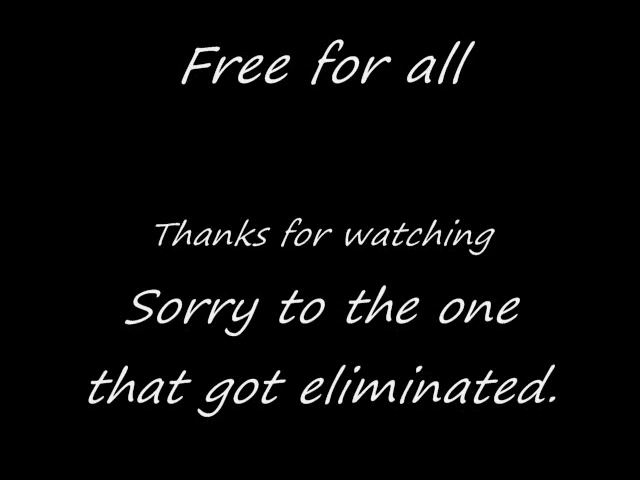 Free for all
Thanks for watching
Sorry to the one
that got eliminated.